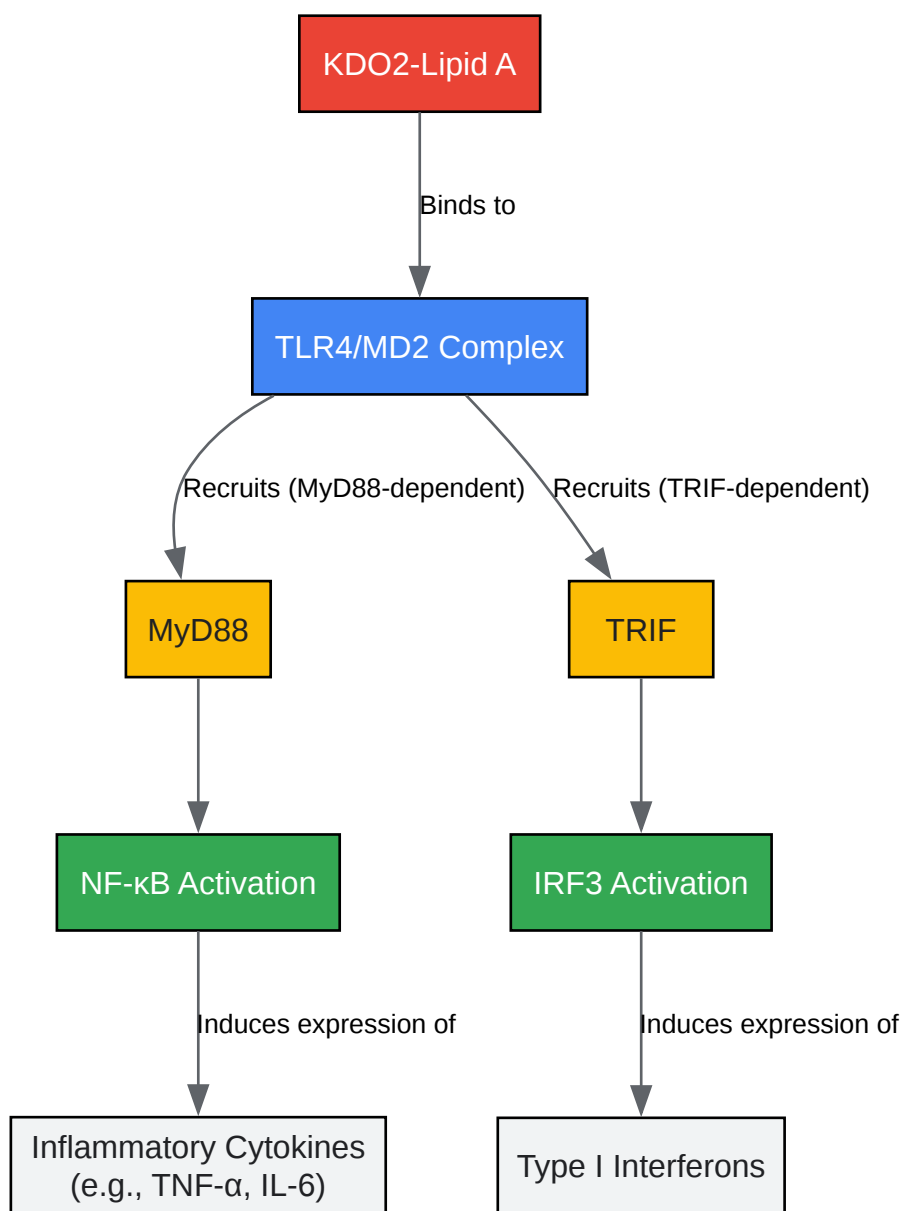 KDO2-Lipid A
Binds to
TLR4/MD2 Complex
Recruits (MyD88-dependent)
Recruits (TRIF-dependent)
MyD88
TRIF
NF-κB Activation
IRF3 Activation
Induces expression of
Induces expression of
Inflammatory Cytokines
(e.g., TNF-α, IL-6)
Type I Interferons